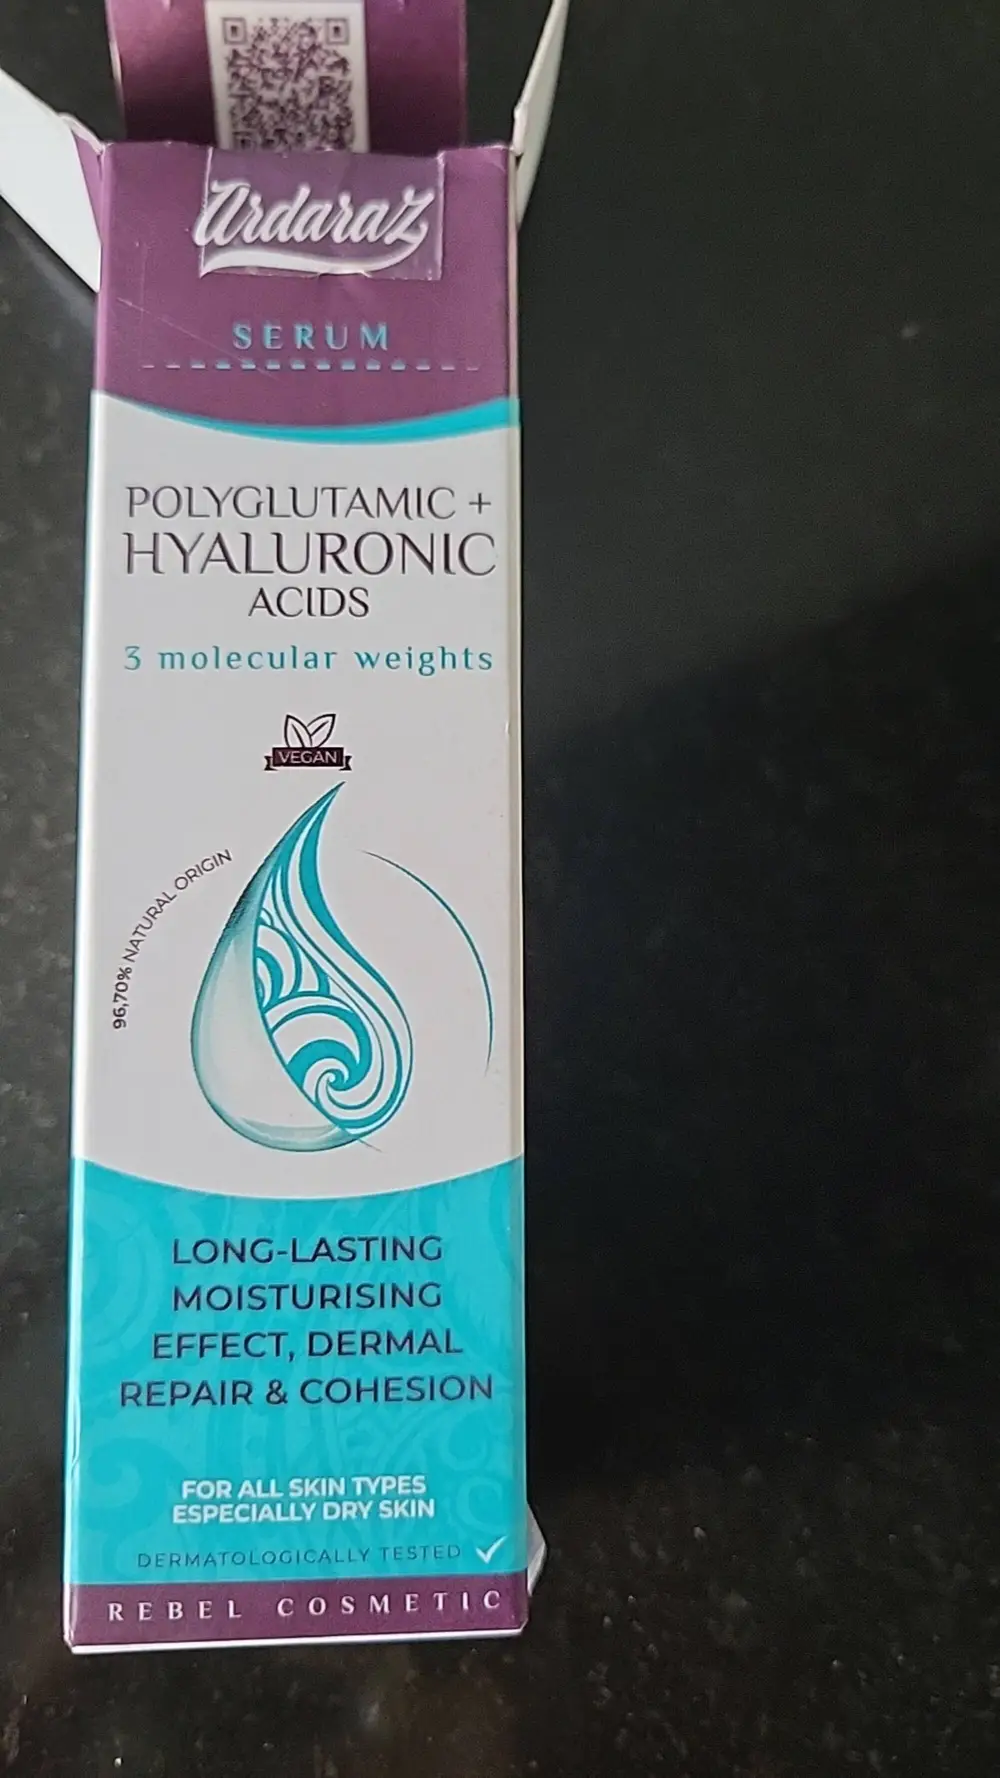 Ardaraz
SERUM
POLYGLUTAMIC +
HYALURONIC
ACIDS
3 molecular weights
VEGAN
96,70% NATURAL ORIGIN
LONG-LASTING
MOISTURISING
EFFECT, DERMAL
REPAIR & COHESION
FOR ALL SKIN TYPES
ESPECIALLY DRY SKIN
DERMATOLOGICALLY TESTED
REBEL COSMETIC